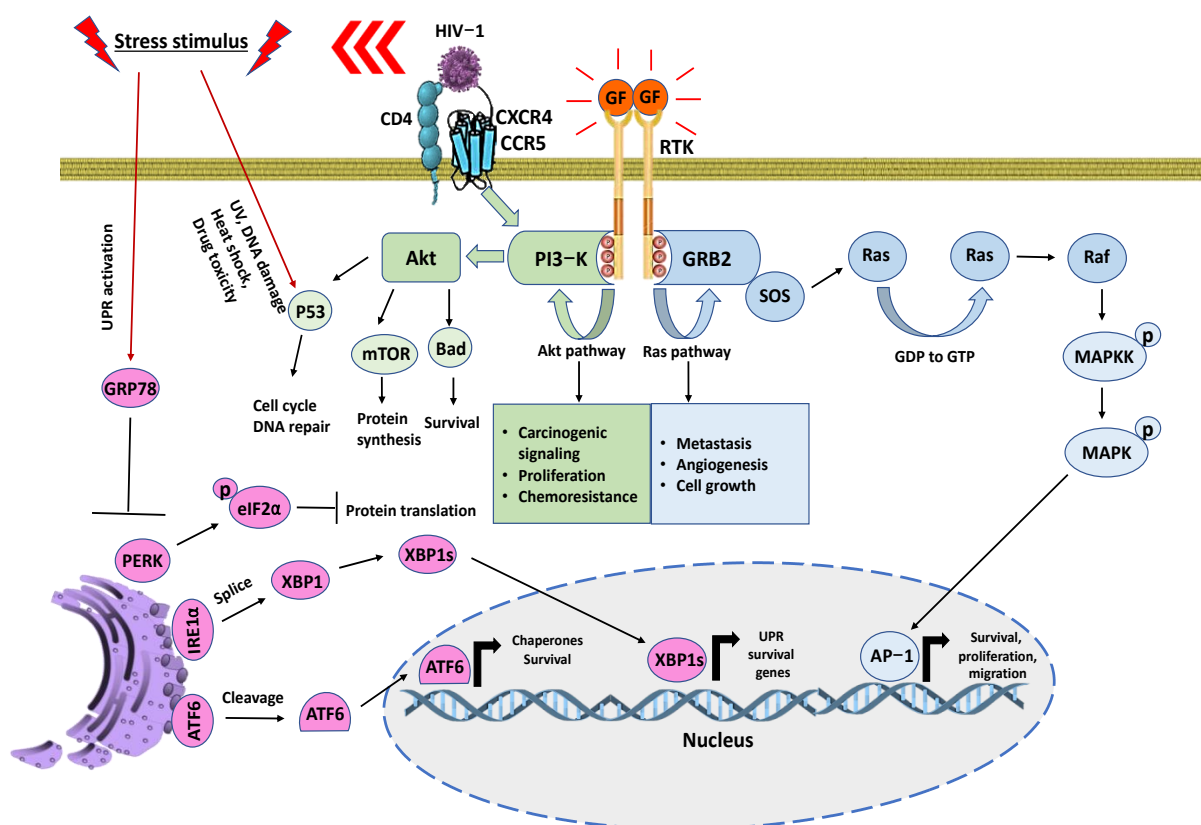 Stress stimulus
HIV−1
CD4
CXCR4
CCR5
GF
GF
RTK
UPR activation
UV, DNA damage
Heat shock,
Drug toxicity
Akt
PI3−K
P
P
P
P
P
P
GRB2
SOS
Ras
Ras
Raf
P53
mTOR
Bad
Akt pathway
Ras pathway
GDP to GTP
p
MAPKK
GRP78
Cell cycle
DNA repair
Protein
synthesis
Survival
p
MAPK
• Carcinogenic
signaling
• Proliferation
• Chemoresistance
• Metastasis
• Angiogenesis
• Cell growth
p
eIF2α
Protein translation
PERK
XBP1s
XBP1
Splice
IRE1α
ATF6
Cleavage
ATF6
ATF6
Chaperones
Survival
XBP1s
UPR
survival
genes
AP−1
Survival,
proliferation,
migration
Nucleus